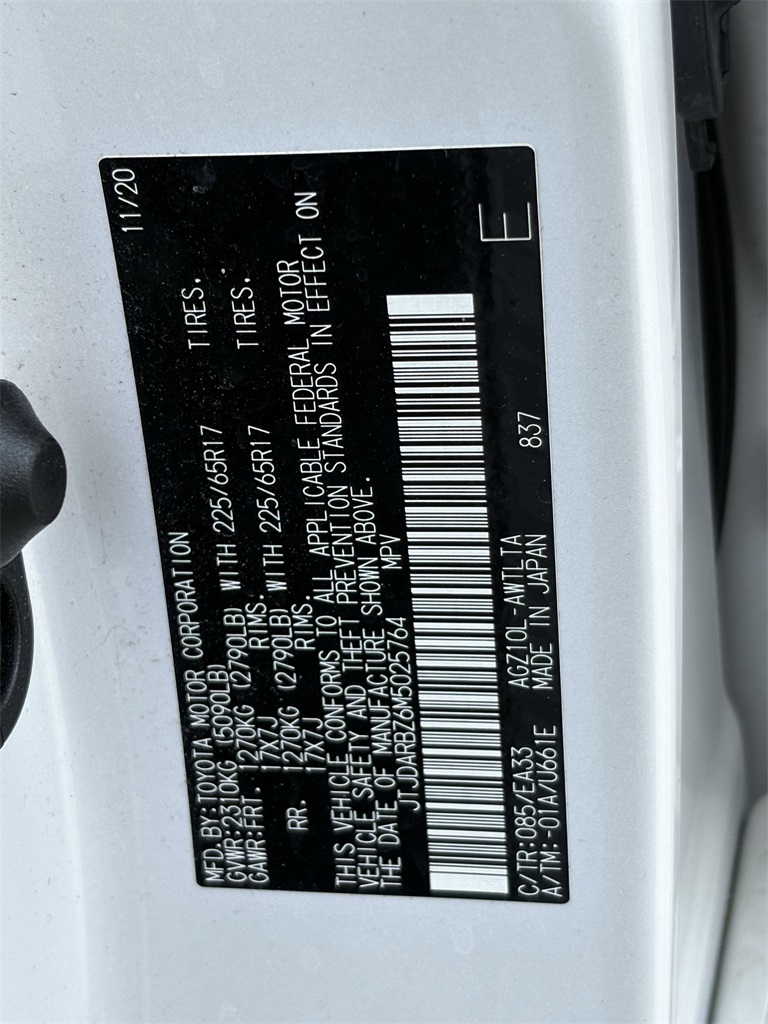 11/20
MFD.BY:TOYOTA MOTOR CORPORATION
GVWR:2310KG (5090LB)
GAWR:FRT. 1270KG (2790LB) WITH 225/65R17 TIRES.
17X7J RIMS.
RR. 1270KG (2790LB) WITH 225/65R17 TIRES.
17X7J RIMS.
THIS VEHICLE CONFORMS TO ALL APPLICABLE FEDERAL MOTOR
VEHICLE SAFETY AND THEFT PREVENTION STANDARDS IN EFFECT ON
THE DATE OF MANUFACTURE SHOWN ABOVE.
JTJDARBZ6M5025764 MPV
E
C/TR:085/EA33 AGZ10L-AWTLTA 837
A/TM:-01A/U661E MADE IN JAPAN